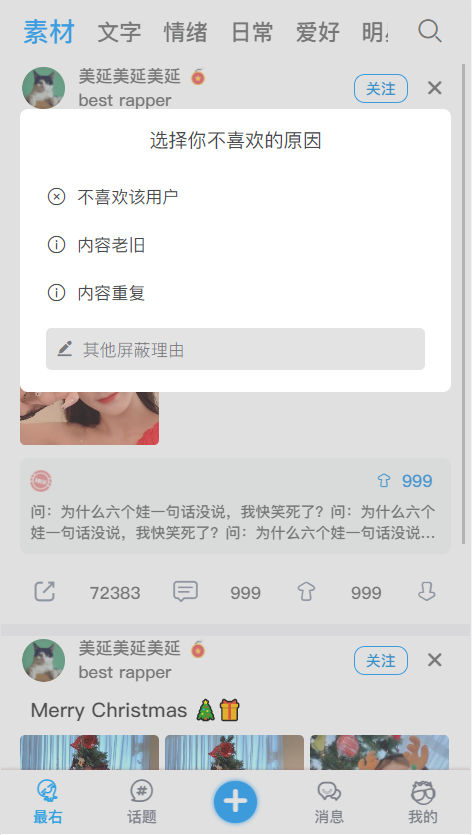 素材 文字 情绪 日常 爱好
美延美延美延
best rapper
关注
选择你不喜欢的原因
不喜欢该用户
内容老旧
内容重复
其他屏蔽理由
999
问：为什么六个娃一句话没说，我快笑死了？问：为什么六个
娃一句话没说，我快笑死了？问：为什么六个娃一句话没说...
72383 999 999
美延美延美延
best rapper
关注
Merry Christmas
最右 话题 消息 我的